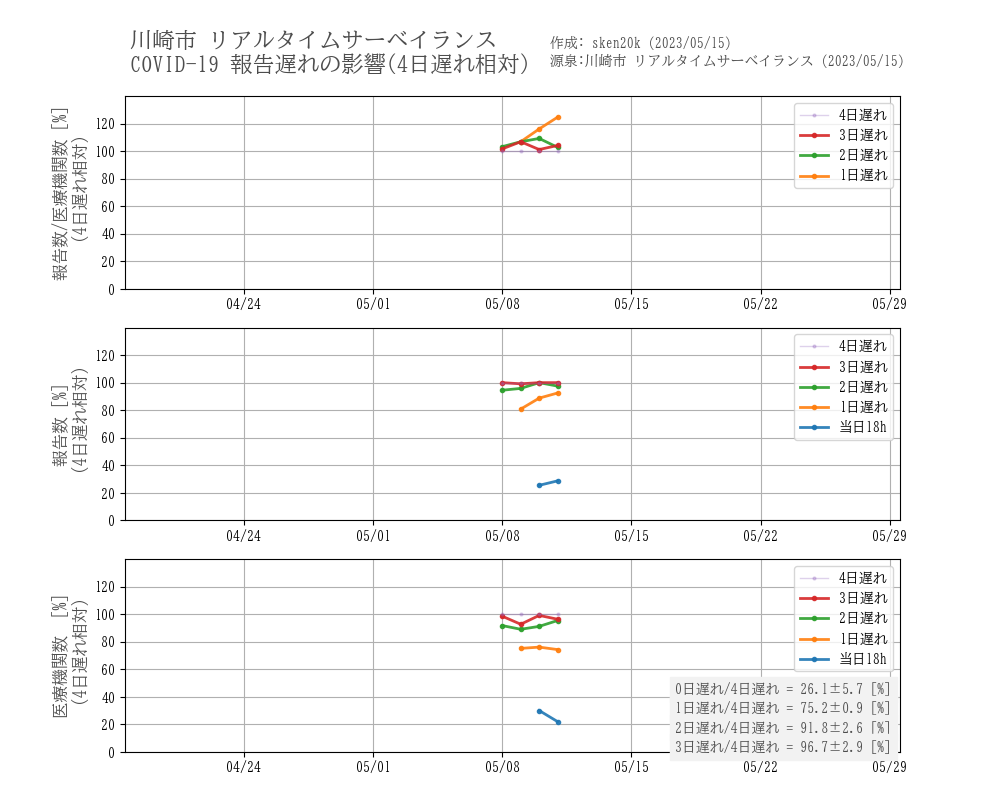 川崎市 リアルタイムサーベイランス
COVID-19 報告遅れの影響(4日遅れ相対)
作成: sken20k (2023/05/15)
源泉:川崎市 リアルタイムサーベイランス (2023/05/15)
報告数/医療機関数 [%]
(4日遅れ相対)
120
100
80
60
40
20
0
04/24 05/01 05/08 05/15 05/22 05/29
4日遅れ
3日遅れ
2日遅れ
1日遅れ
報告数 [%]
(4日遅れ相対)
120
100
80
60
40
20
0
04/24 05/01 05/08 05/15 05/22 05/29
4日遅れ
3日遅れ
2日遅れ
1日遅れ
当日18h
医療機関数 [%]
(4日遅れ相対)
120
100
80
60
40
20
0
04/24 05/01 05/08 05/15 05/22 05/29
4日遅れ
3日遅れ
2日遅れ
1日遅れ
当日18h
0日遅れ/4日遅れ = 26.1±5.7 [%]
1日遅れ/4日遅れ = 75.2±0.9 [%]
2日遅れ/4日遅れ = 91.8±2.6 [%]
3日遅れ/4日遅れ = 96.7±2.9 [%]